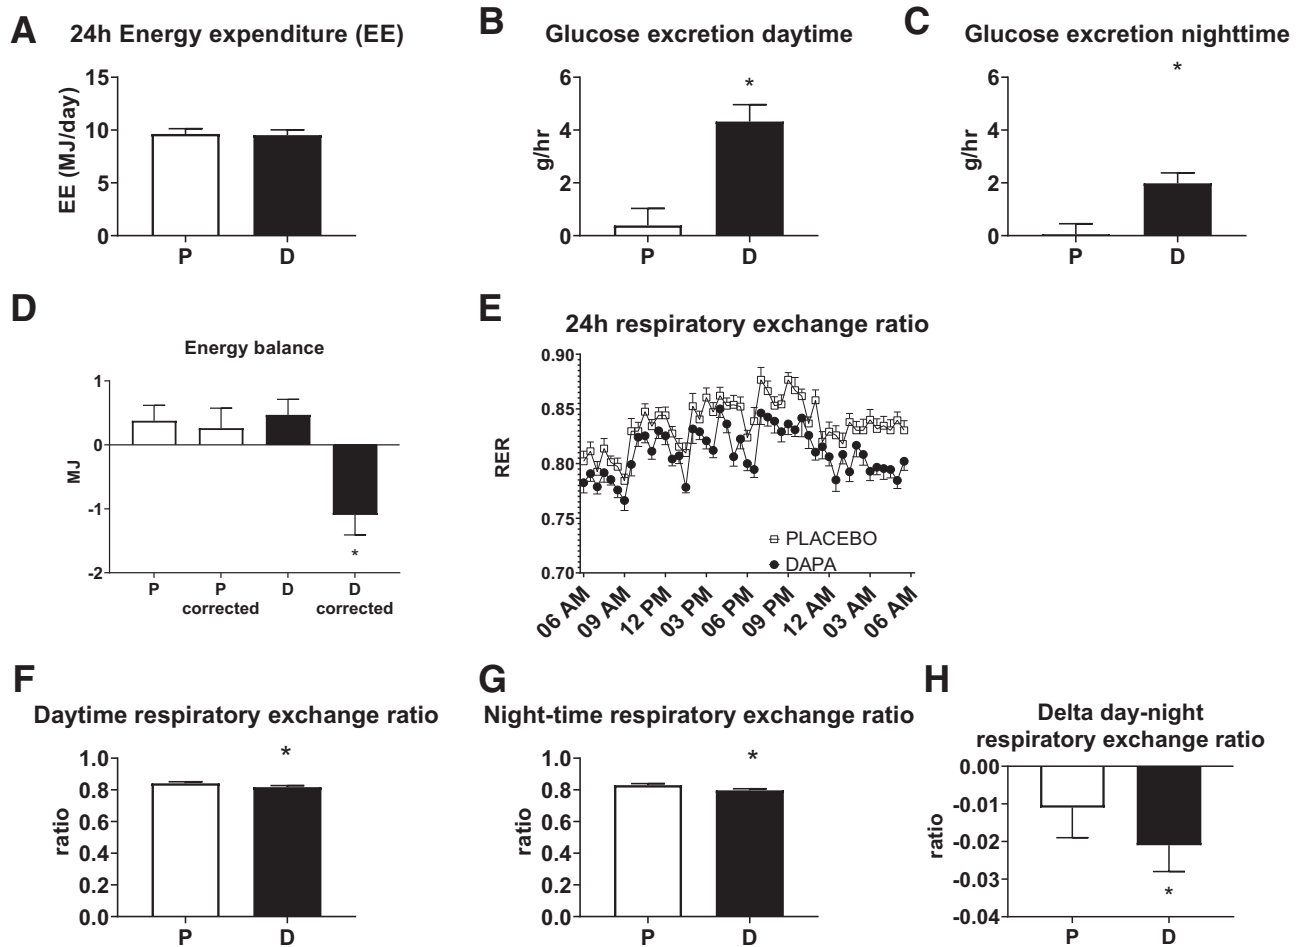 A
24h Energy expenditure (EE)
EE (MJ/day)
15
10
5
0
P
D
B
Glucose excretion daytime
g/hr
6
4
2
0
P
D
*
C
Glucose excretion nighttime
g/hr
6
4
2
0
P
D
*
D
Energy balance
MJ
1
0
-1
-2
P
P
corrected
D
D
corrected
*
E
24h respiratory exchange ratio
RER
0.90
0.85
0.80
0.75
0.70
PLACEBO
DAPA
06 AM
09 AM
12 PM
03 PM
06 PM
09 PM
12 AM
03 AM
06 AM
F
Daytime respiratory exchange ratio
ratio
1.0
0.8
0.6
0.4
0.2
0.0
P
D
*
G
Night-time respiratory exchange ratio
ratio
1.0
0.8
0.6
0.4
0.2
0.0
P
D
*
H
Delta day-night
respiratory exchange ratio
ratio
0.00
-0.01
-0.02
-0.03
-0.04
P
D
*